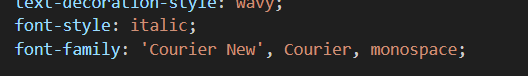 text-decoration-style: wavy;
font-style: italic;
font-family: 'Courier New', Courier, monospace;